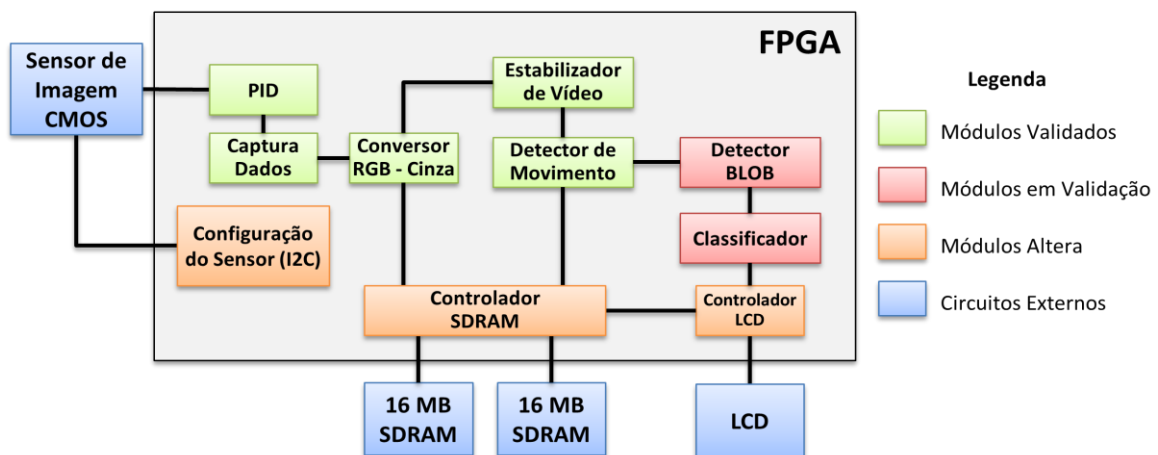 FPGA
Sensor de
Imagem
CMOS
PID
Estabilizador
de Vídeo
Captura
Dados
Conversor
RGB - Cinza
Detector de
Movimento
Detector
BLOB
Configuração
do Sensor (I2C)
Classificador
Controlador
SDRAM
Controlador
LCD
16 MB
SDRAM
16 MB
SDRAM
LCD
Legenda
Módulos Validados
Módulos em Validação
Módulos Altera
Circuitos Externos